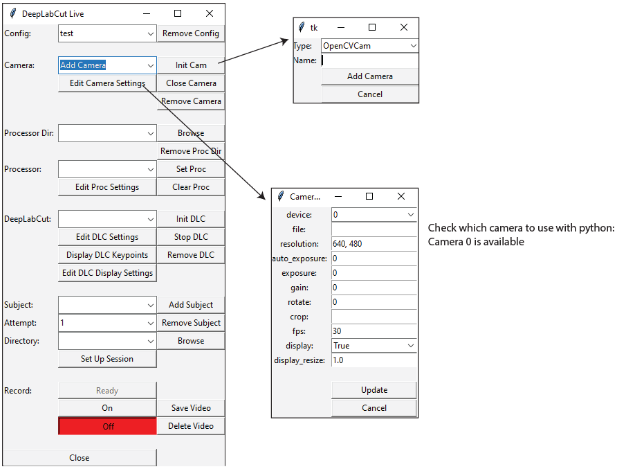 DeepLabCut Live
Config: test Remove Config
Camera: Add Camera Init Cam
Edit Camera Settings Close Camera
Remove Camera
Processor Dir: Browse
Remove Proc Dir
Processor: Set Proc
Edit Proc Settings Clear Proc
DeepLabCut: Init DLC
Edit DLC Settings Stop DLC
Display DLC Keypoints Remove DLC
Edit DLC Display Settings
Subject: Add Subject
Attempt: 1 Remove Subject
Directory: Browse
Set Up Session
Record: Ready
On Save Video
Off Delete Video
Close
tk
Type: OpenCVCam
Name:
Add Camera
Cancel
Camer...
device: 0
file:
resolution: 640, 480
auto_exposure: 0
exposure: 0
gain: 0
rotate: 0
crop:
fps: 30
display: True
display_resize: 1.0
Update
Cancel
Check which camera to use with python:
Camera 0 is available